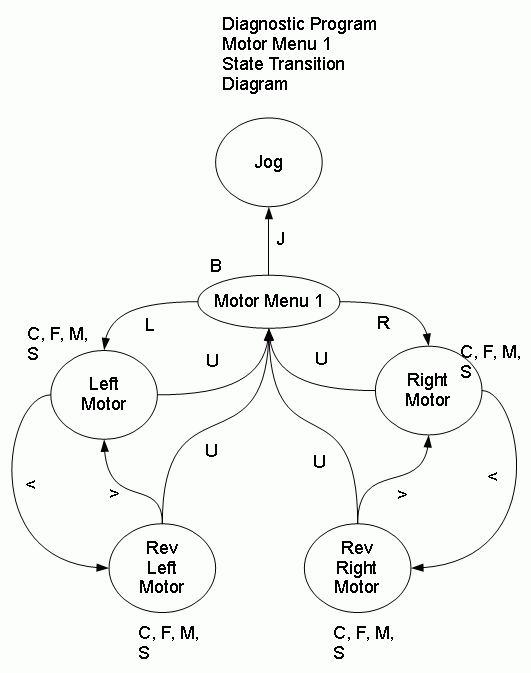 Diagnostic Program
Motor Menu 1
State Transition
Diagram
Jog
J
B
Motor Menu 1
L
R
C, F, M,
S
C, F, M,
S
U
U
Left
Motor
Right
Motor
U
U
<
>
>
<
Rev
Left
Motor
Rev
Right
Motor
C, F, M,
S
C, F, M,
S